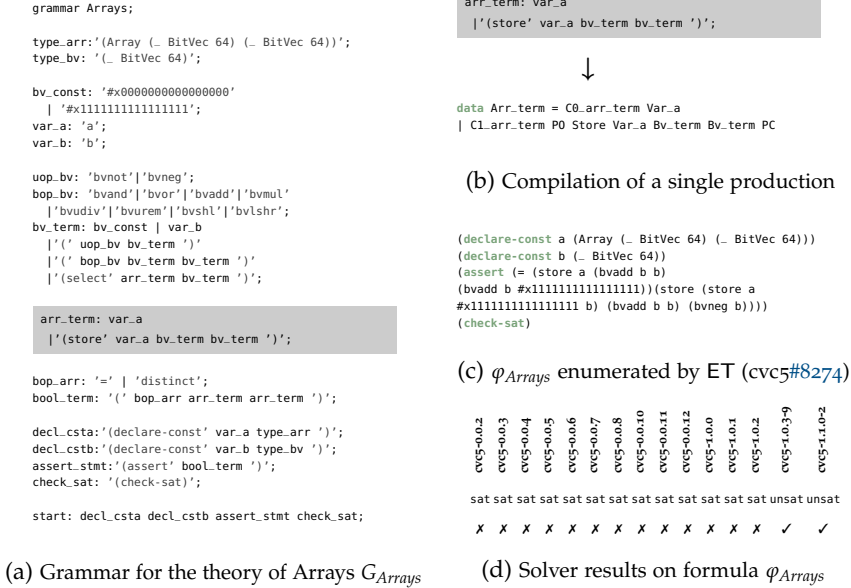 grammar Arrays;
type_arr:'(Array (_ BitVec 64) (_ BitVec 64))';
type_bv: '(_ BitVec 64)';
bv_const: '#x0000000000000000'
| '#x1111111111111111';
var_a: 'a';
var_b: 'b';
uop_bv: 'bvnot'|'bvneg';
bop_bv: 'bvand'|'bvor'|'bvadd'|'bvmul'
|'bvudiv'|'bvurem'|'bvshl'|'bvlshr';
bv_term: bv_const | var_b
|'(' uop_bv bv_term ')'
|'(' bop_bv bv_term bv_term ')'
|'(select' arr_term bv_term ')';
arr_term: var_a
|'(store' var_a bv_term bv_term ')';
bop_arr: '=' | 'distinct';
bool_term: '(' bop_arr arr_term arr_term ')';
decl_csta:'(declare-const' var_a type_arr ')';
decl_cstb:'(declare-const' var_b type_bv ')';
assert_stmt:'(assert' bool_term ')';
check_sat: '(check-sat)';
start: decl_csta decl_cstb assert_stmt check_sat;
(a) Grammar for the theory of Arrays G_Arrays
arr_term: var_a
|'(store' var_a bv_term bv_term ')';
↓
data Arr_term = C0_arr_term Var_a
| C1_arr_term PO Store Var_a Bv_term Bv_term PC
(b) Compilation of a single production
(declare-const a (Array (_ BitVec 64) (_ BitVec 64)))
(declare-const b (_ BitVec 64))
(assert (= (store a (bvadd b b)
(bvadd b #x1111111111111111))(store (store a
#x1111111111111111 b) (bvadd b b) (bvneg b))))
(check-sat)
(c) φ_Arrays enumerated by ET (cvc5#8274)
cvc5-0.0.2 cvc5-0.0.3 cvc5-0.0.4 cvc5-0.0.5 cvc5-0.0.6 cvc5-0.0.7 cvc5-0.0.8 cvc5-0.0.10 cvc5-0.0.11 cvc5-0.0.12 cvc5-1.0.0 cvc5-1.0.1 cvc5-1.0.2 cvc5-1.0.3-9 cvc5-1.1.0-2
sat sat sat sat sat sat sat sat sat sat sat sat sat unsat unsat
✗ ✗ ✗ ✗ ✗ ✗ ✗ ✗ ✗ ✗ ✗ ✗ ✗ ✓ ✓
(d) Solver results on formula φ_Arrays